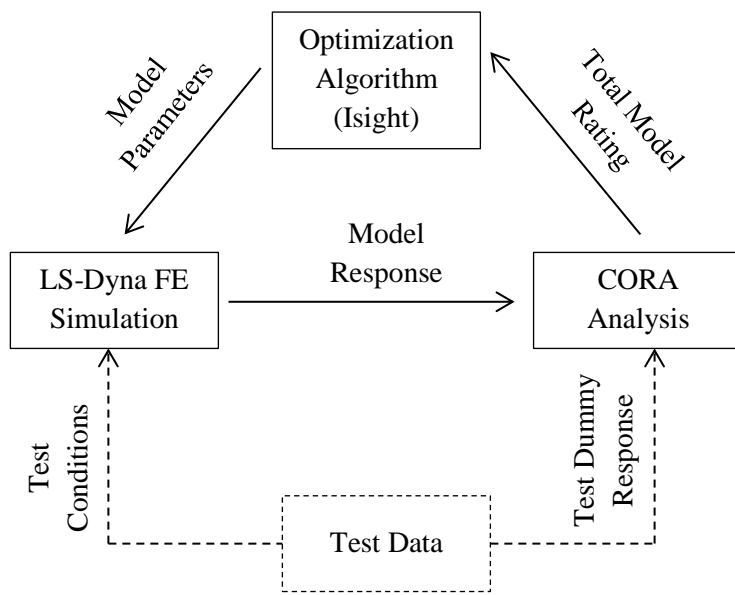 Optimization
Algorithm
(Isight)
Model
Parameters
Total Model
Rating
LS-Dyna FE
Simulation
Model
Response
CORA
Analysis
Test
Conditions
Test Dummy
Response
Test Data